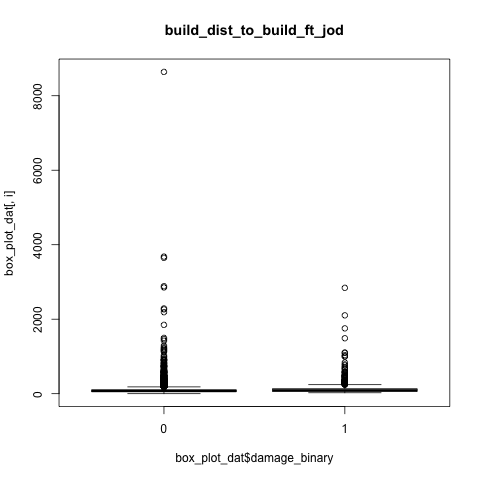 build_dist_to_build_ft_jod
box_plot_dat[, i]
8000
6000
4000
2000
0
0 1
box_plot_dat$damage_binary